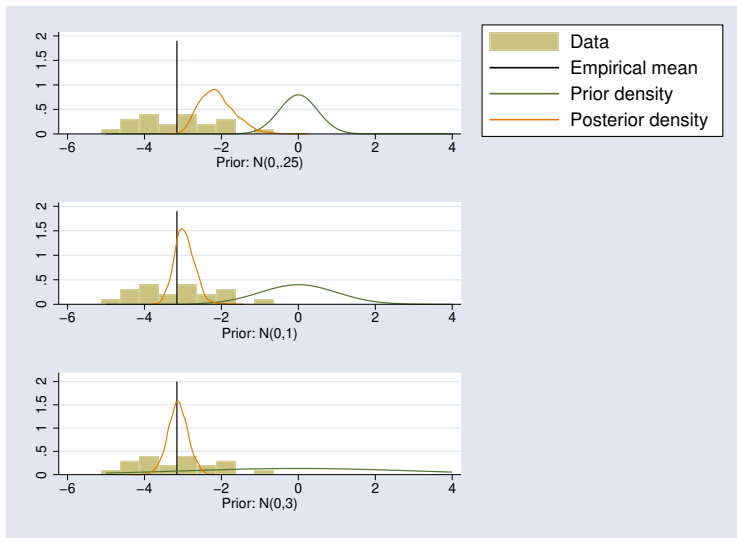 2
1.5
1
.5
0
−6 −4 −2 0 2 4
Prior: N(0,.25)
Data
Empirical mean
Prior density
Posterior density
2
1.5
1
.5
0
−6 −4 −2 0 2 4
Prior: N(0,1)
2
1.5
1
.5
0
−6 −4 −2 0 2 4
Prior: N(0,3)